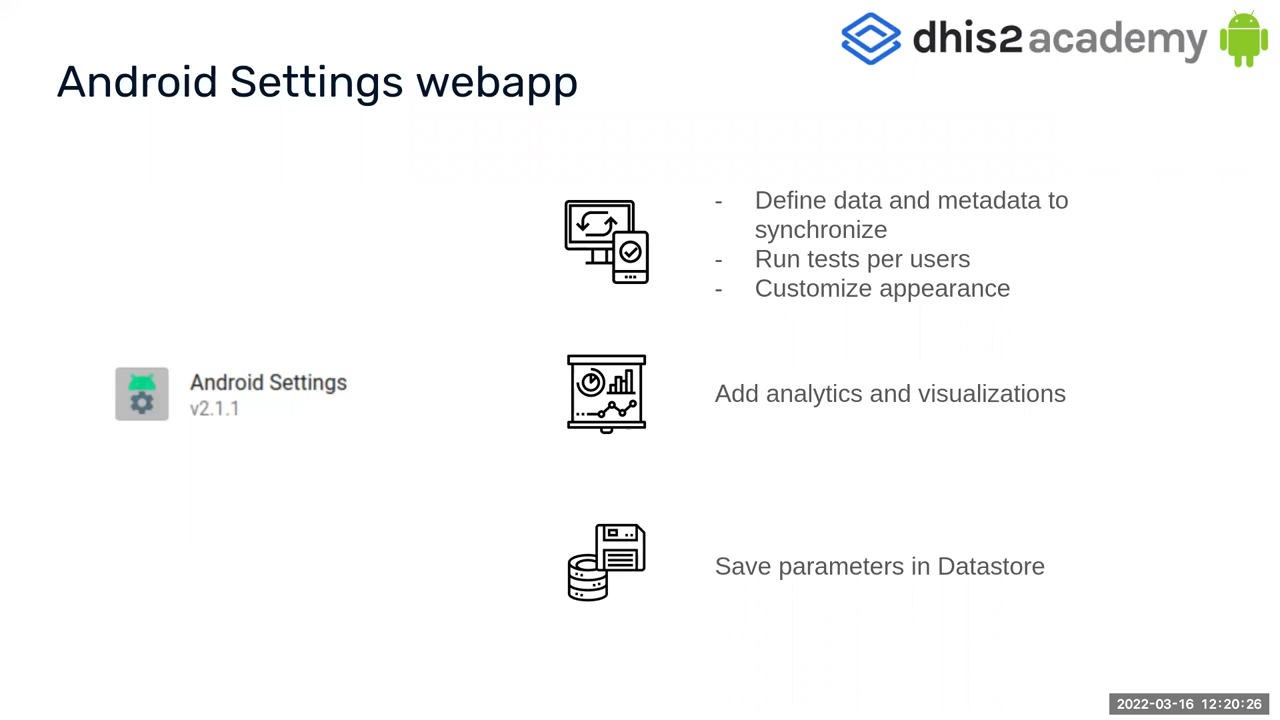 dhis2 academy
Android Settings webapp
- Define data and metadata to
synchronize
- Run tests per users
- Customize appearance
Android Settings
v2.1.1
Add analytics and visualizations
Save parameters in Datastore
2022-03-16 12:20:26